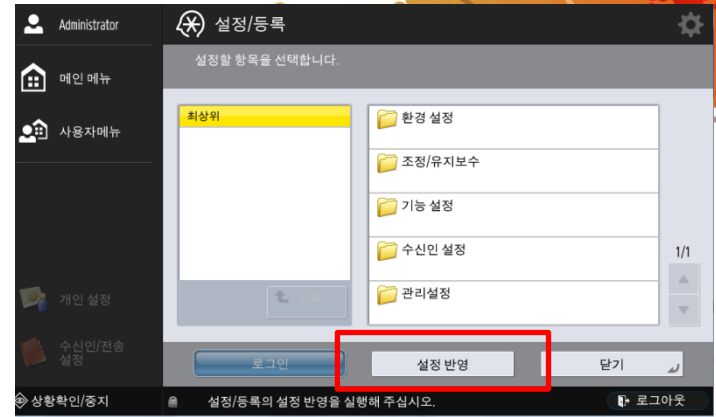 Administrator
설정/등록
설정할 항목을 선택합니다.
메인 메뉴
사용자메뉴
최상위
환경 설정
조정/유지보수
기능 설정
수신인 설정
관리설정
1/1
개인 설정
수신인/전송
설정
로그인
설정 반영
닫기
상황확인/중지
설정/등록의 설정 반영을 실행해 주십시오.
로그아웃